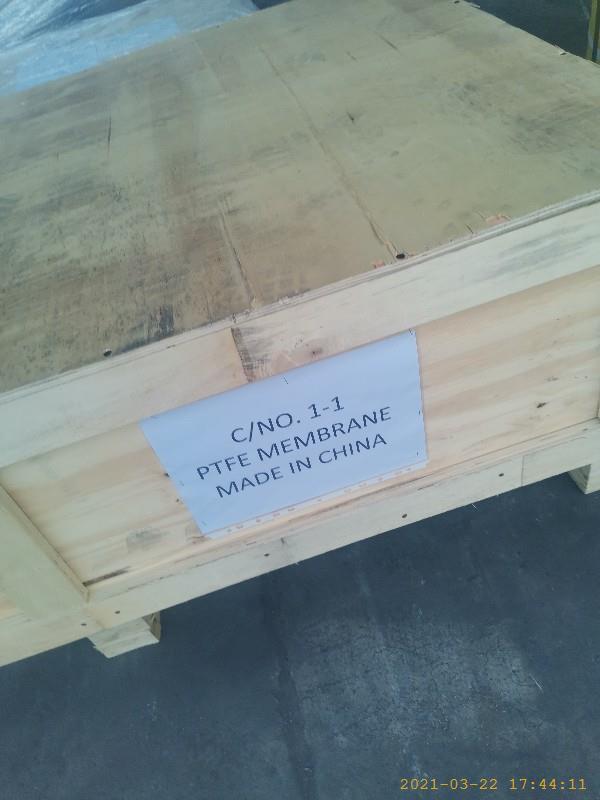 C/NO. 1-1
PTFE MEMBRANE
MADE IN CHINA
2021-03-22 17:44:11